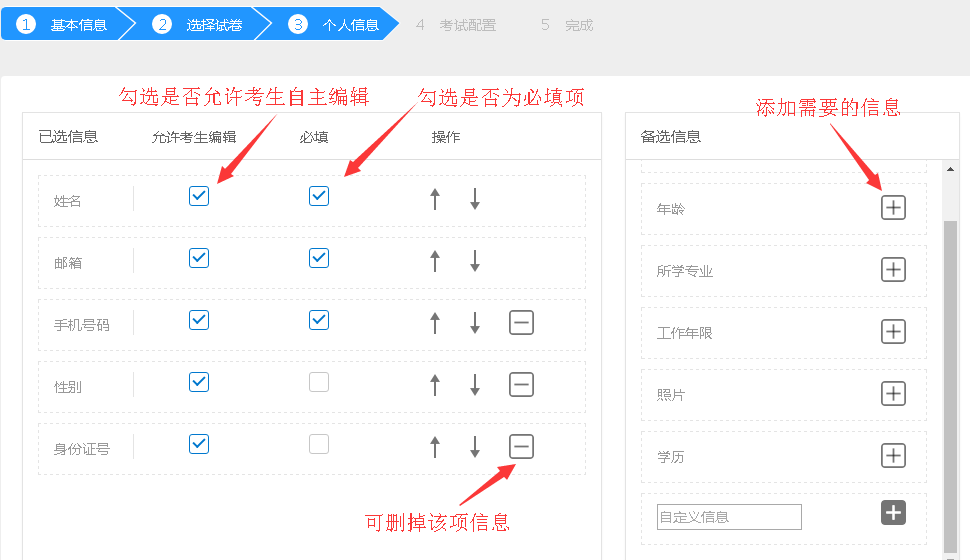 1 基本信息 2 选择试卷 3 个人信息 4 考试配置 5 完成
勾选是否允许考生自主编辑 勾选是否为必填项 添加需要的信息
已选信息 允许考生编辑 必填 操作 备选信息
姓名
邮箱
手机号码
性别
身份证号
可删掉该项信息
年龄
所学专业
工作年限
照片
学历
自定义信息